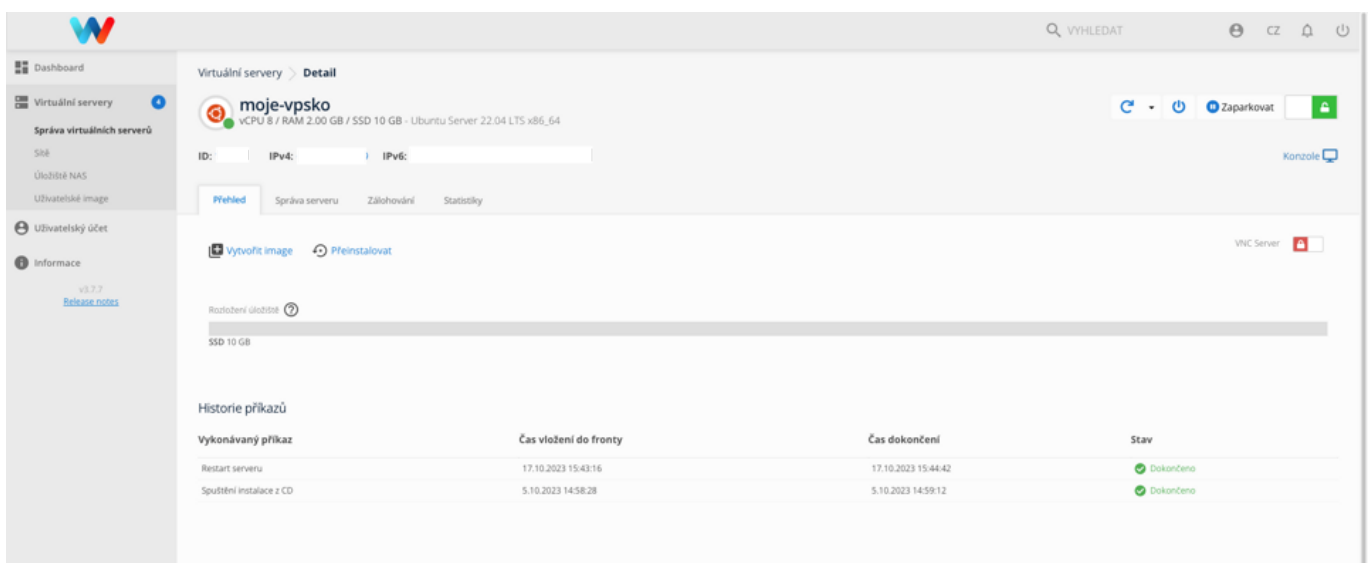 VYHLEDAT CZ
Dashboard
Virtuální servery 4
Správa virtuálních serverů
Sítě
Úložiště NAS
Uživatelské image
Uživatelský účet
Informace
v3.7.7
Release notes
Virtuální servery > Detail
moje-vpsko
vCPU 8 / RAM 2.00 GB / SSD 10 GB - Ubuntu Server 22.04 LTS x86_64
Zaparkovat
ID: IPv4: IPv6:
Konzole
Přehled Správa serveru Zálohování Statistiky
Vytvořit image Přeinstalovat
VNC Server
Rozložení úložiště ?
SSD 10 GB
Historie příkazů
Vykonávaný příkaz Čas vložení do fronty Čas dokončení Stav
Restart serveru 17.10.2023 15:43:16 17.10.2023 15:44:42 Dokončeno
Spuštění instalace z CD 5.10.2023 14:58:28 5.10.2023 14:59:12 Dokončeno